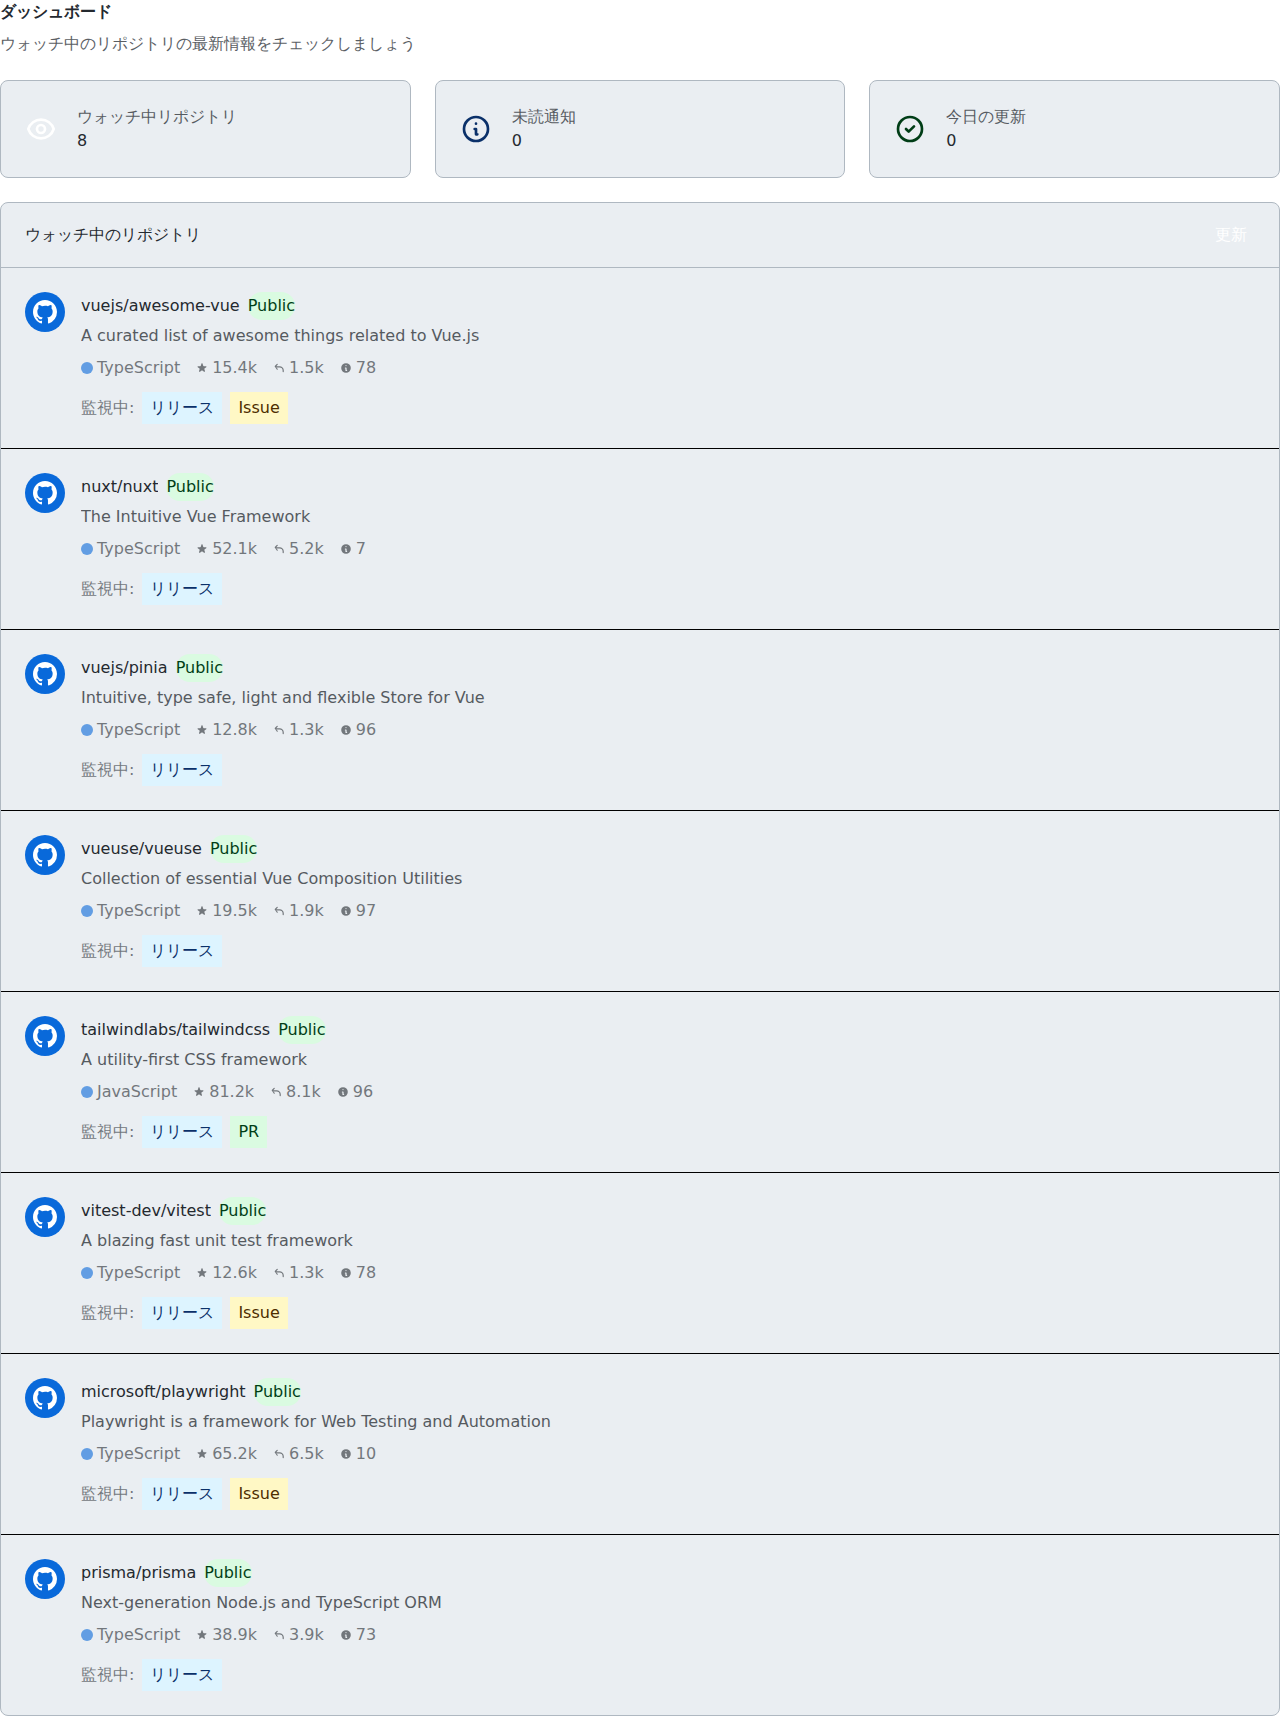 ダッシュボード
ウォッチ中のリポジトリの最新情報をチェックしましょう
ウォッチ中リポジトリ
8
未読通知
0
今日の更新
0
ウォッチ中のリポジトリ
更新
vuejs/awesome-vue Public
A curated list of awesome things related to Vue.js
TypeScript 15.4k 1.5k 78
監視中: リリース Issue
nuxt/nuxt Public
The Intuitive Vue Framework
TypeScript 52.1k 5.2k 7
監視中: リリース
vuejs/pinia Public
Intuitive, type safe, light and flexible Store for Vue
TypeScript 12.8k 1.3k 96
監視中: リリース
vueuse/vueuse Public
Collection of essential Vue Composition Utilities
TypeScript 19.5k 1.9k 97
監視中: リリース
tailwindlabs/tailwindcss Public
A utility-first CSS framework
JavaScript 81.2k 8.1k 96
監視中: リリース PR
vitest-dev/vitest Public
A blazing fast unit test framework
TypeScript 12.6k 1.3k 78
監視中: リリース Issue
microsoft/playwright Public
Playwright is a framework for Web Testing and Automation
TypeScript 65.2k 6.5k 10
監視中: リリース Issue
prisma/prisma Public
Next-generation Node.js and TypeScript ORM
TypeScript 38.9k 3.9k 73
監視中: リリース